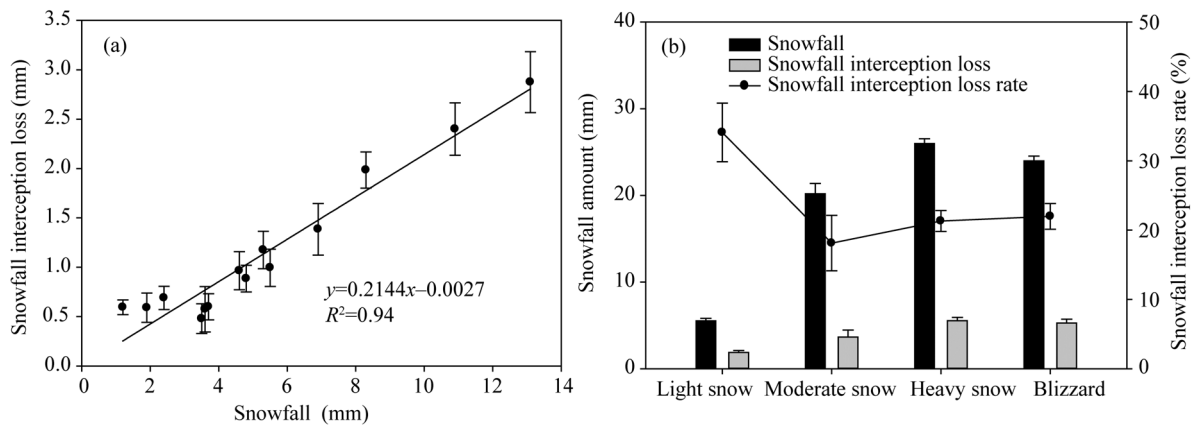 (a)
Snowfall interception loss (mm)
3.5
3.0
2.5
2.0
1.5
1.0
0.5
0.0
y=0.2144x–0.0027
R²=0.94
0 2 4 6 8 10 12 14
Snowfall (mm)
(b)
Snowfall amount (mm)
40
30
20
10
0
Snowfall
Snowfall interception loss
Snowfall interception loss rate
50
40
30
20
10
0
Snowfall interception loss rate (%)
Light snow Moderate snow Heavy snow Blizzard